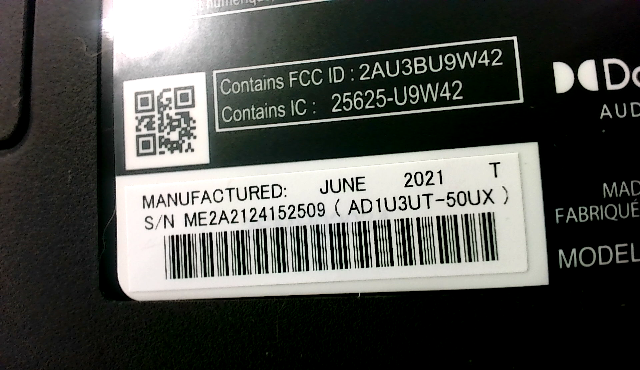 Contains FCC ID : 2AU3BU9W42
Contains IC : 25625-U9W42
AUD
MANUFACTURED: JUNE 2021 T
S/N ME2A2124152509 ( AD1U3UT-50UX )
MAD
FABRIQUÉ
MODEL